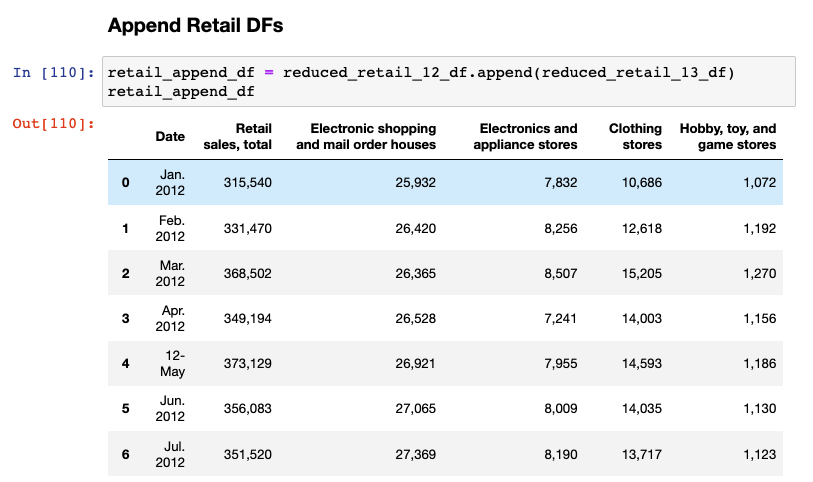 Append Retail DFs
In [110]: retail_append_df = reduced_retail_12_df.append(reduced_retail_13_df)
retail_append_df
Out[110]:
Date Retail sales, total Electronic shopping and mail order houses Electronics and appliance stores Clothing stores Hobby, toy, and game stores
0 Jan. 2012 315,540 25,932 7,832 10,686 1,072
1 Feb. 2012 331,470 26,420 8,256 12,618 1,192
2 Mar. 2012 368,502 26,365 8,507 15,205 1,270
3 Apr. 2012 349,194 26,528 7,241 14,003 1,156
4 12-May 373,129 26,921 7,955 14,593 1,186
5 Jun. 2012 356,083 27,065 8,009 14,035 1,130
6 Jul. 2012 351,520 27,369 8,190 13,717 1,123